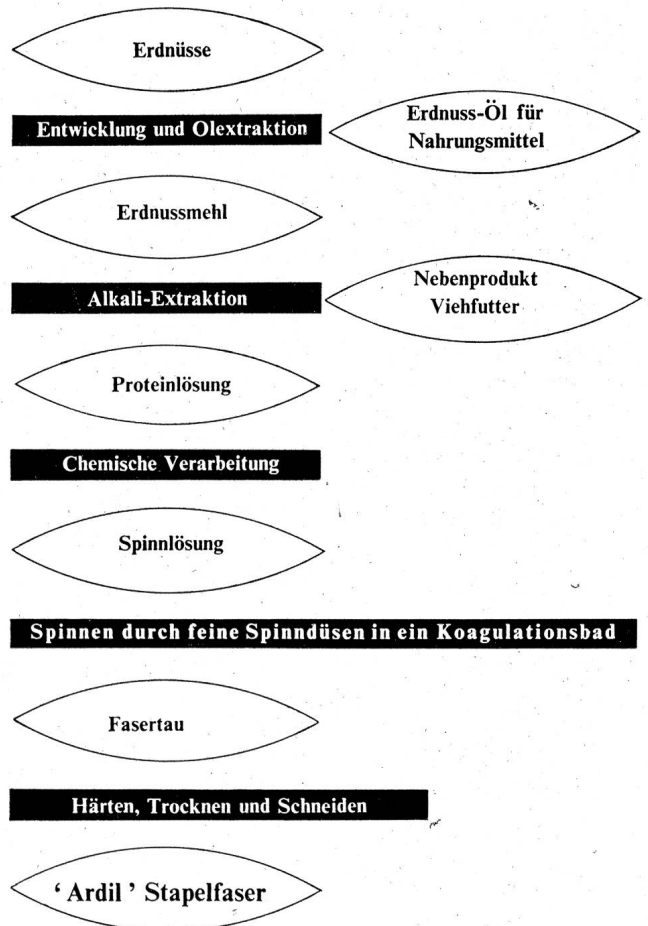 Erdnüsse
Entwicklung und Olextraktion
Erdnuss-Öl für
Nahrungsmittel
Erdnussmehl
Alkali-Extraktion
Nebenprodukt
Viehfutter
Proteinlösung
Chemische Verarbeitung
Spinnlösung
Spinnen durch feine Spinndüsen in ein Koagulationsbad
Fasertau
Härten, Trocknen und Schneiden
‘ Ardil ’ Stapelfaser